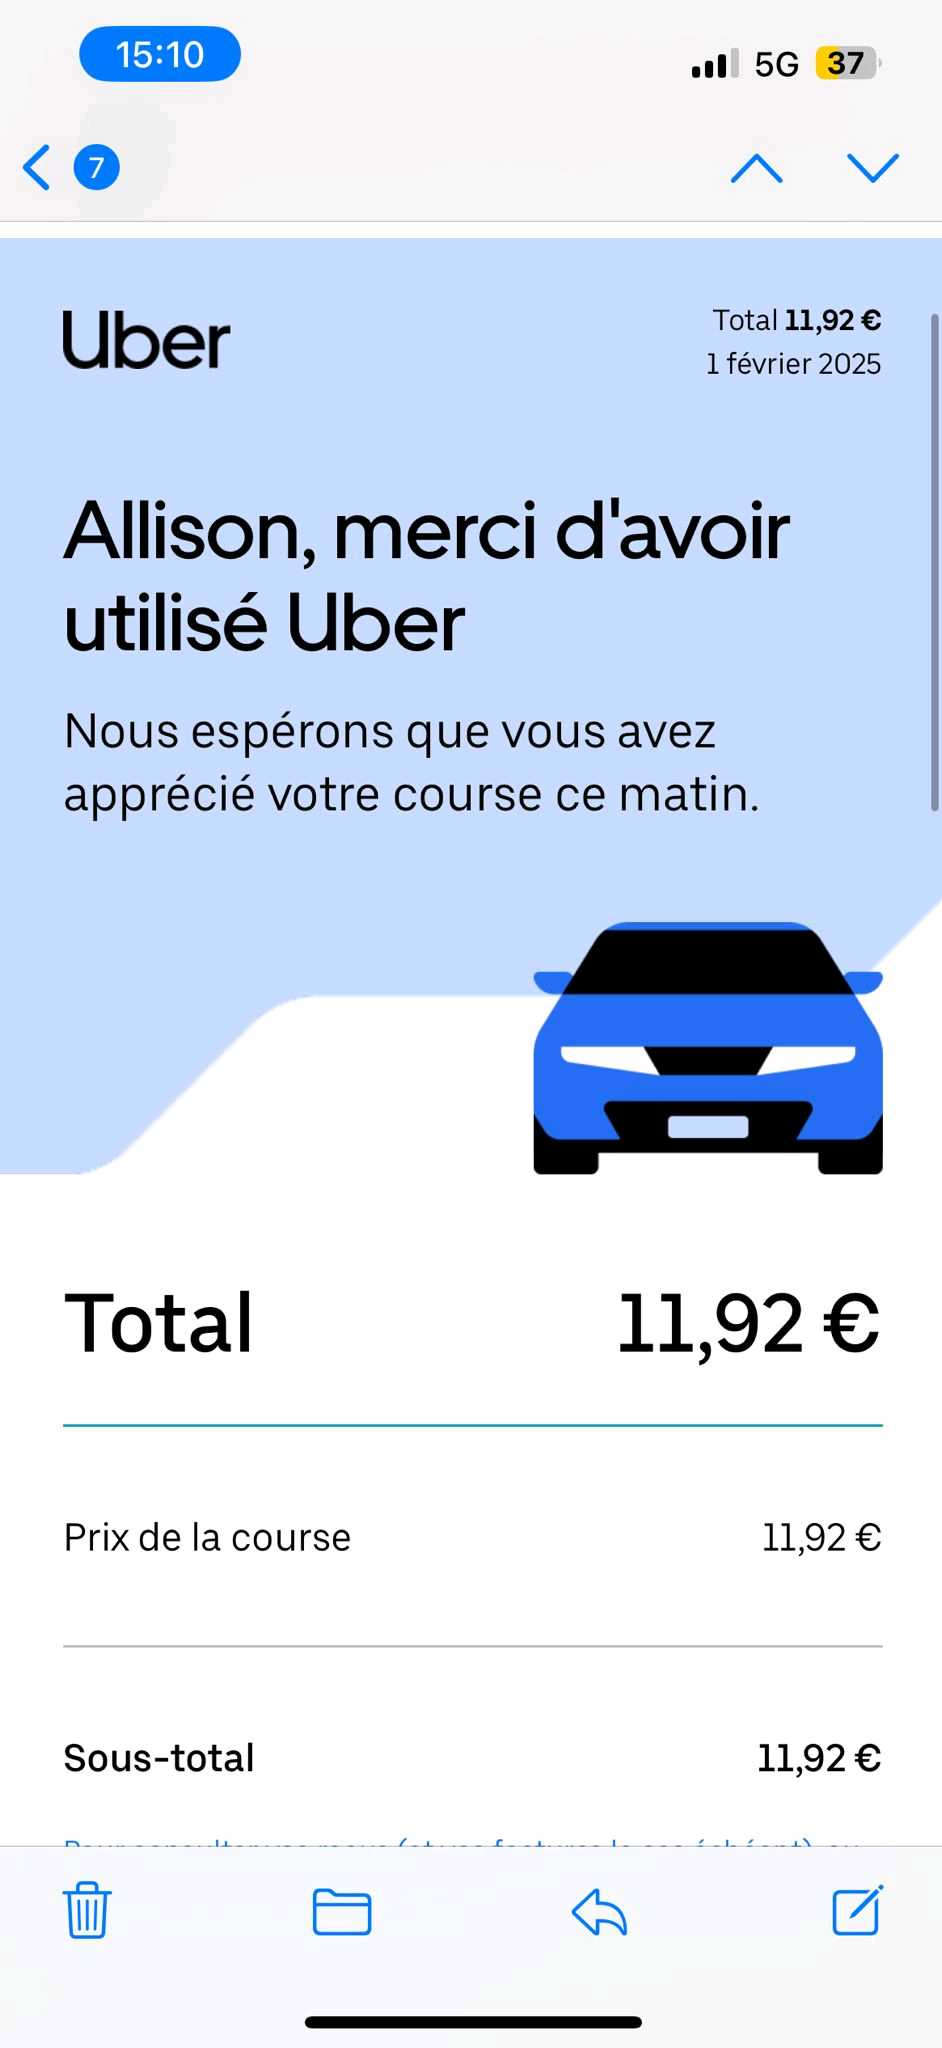 15:10
5G
37
7
Uber
Total 11,92 €
1 février 2025
Allison, merci d'avoir
utilisé Uber
Nous espérons que vous avez
apprécié votre course ce matin.
Total 11,92 €
Prix de la course 11,92 €
Sous-total 11,92 €